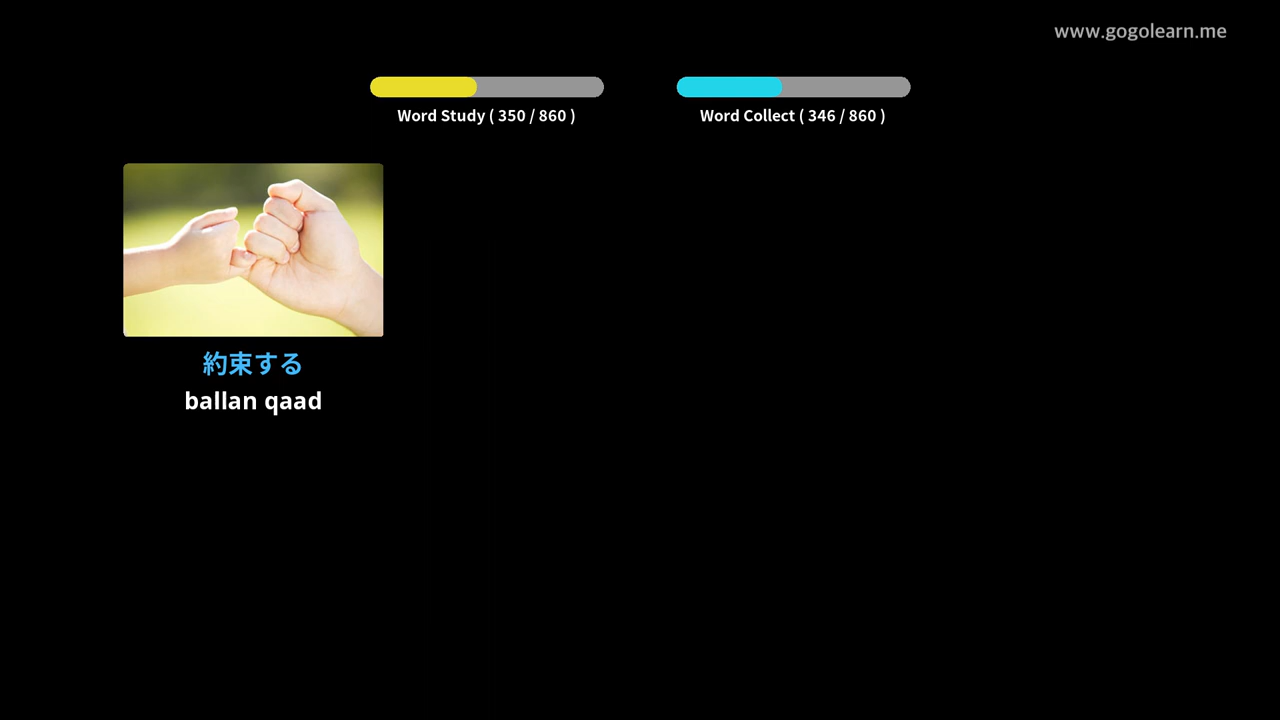 www.gogolearn.me
Word Study ( 350 / 860 )
Word Collect ( 346 / 860 )
約束する
ballan qaad